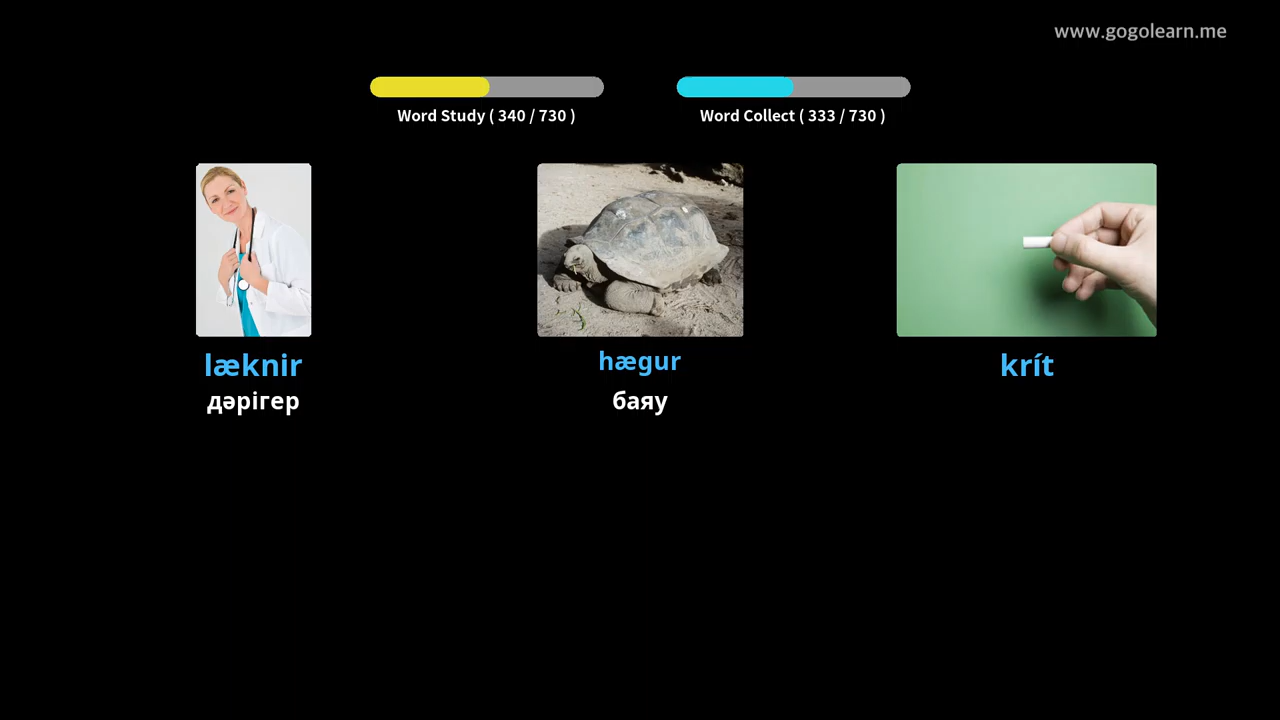 www.gogolearn.me
Word Study ( 340 / 730 )
Word Collect ( 333 / 730 )
læknir
дәрігер
hægur
баяу
krít